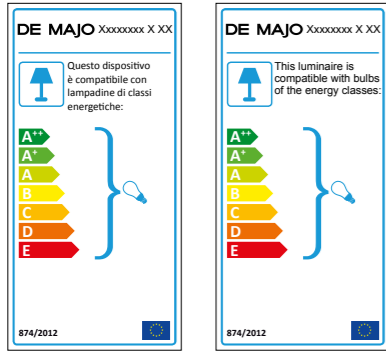 DE MAJO Xxxxxxxx X XX
Questo dispositivo
è compatibile con
lampadine di classi
energetiche:
A++
A+
A
B
C
D
E
874/2012
DE MAJO Xxxxxxxx X XX
This luminaire is
compatible with bulbs
of the energy classes:
A++
A+
A
B
C
D
E
874/2012